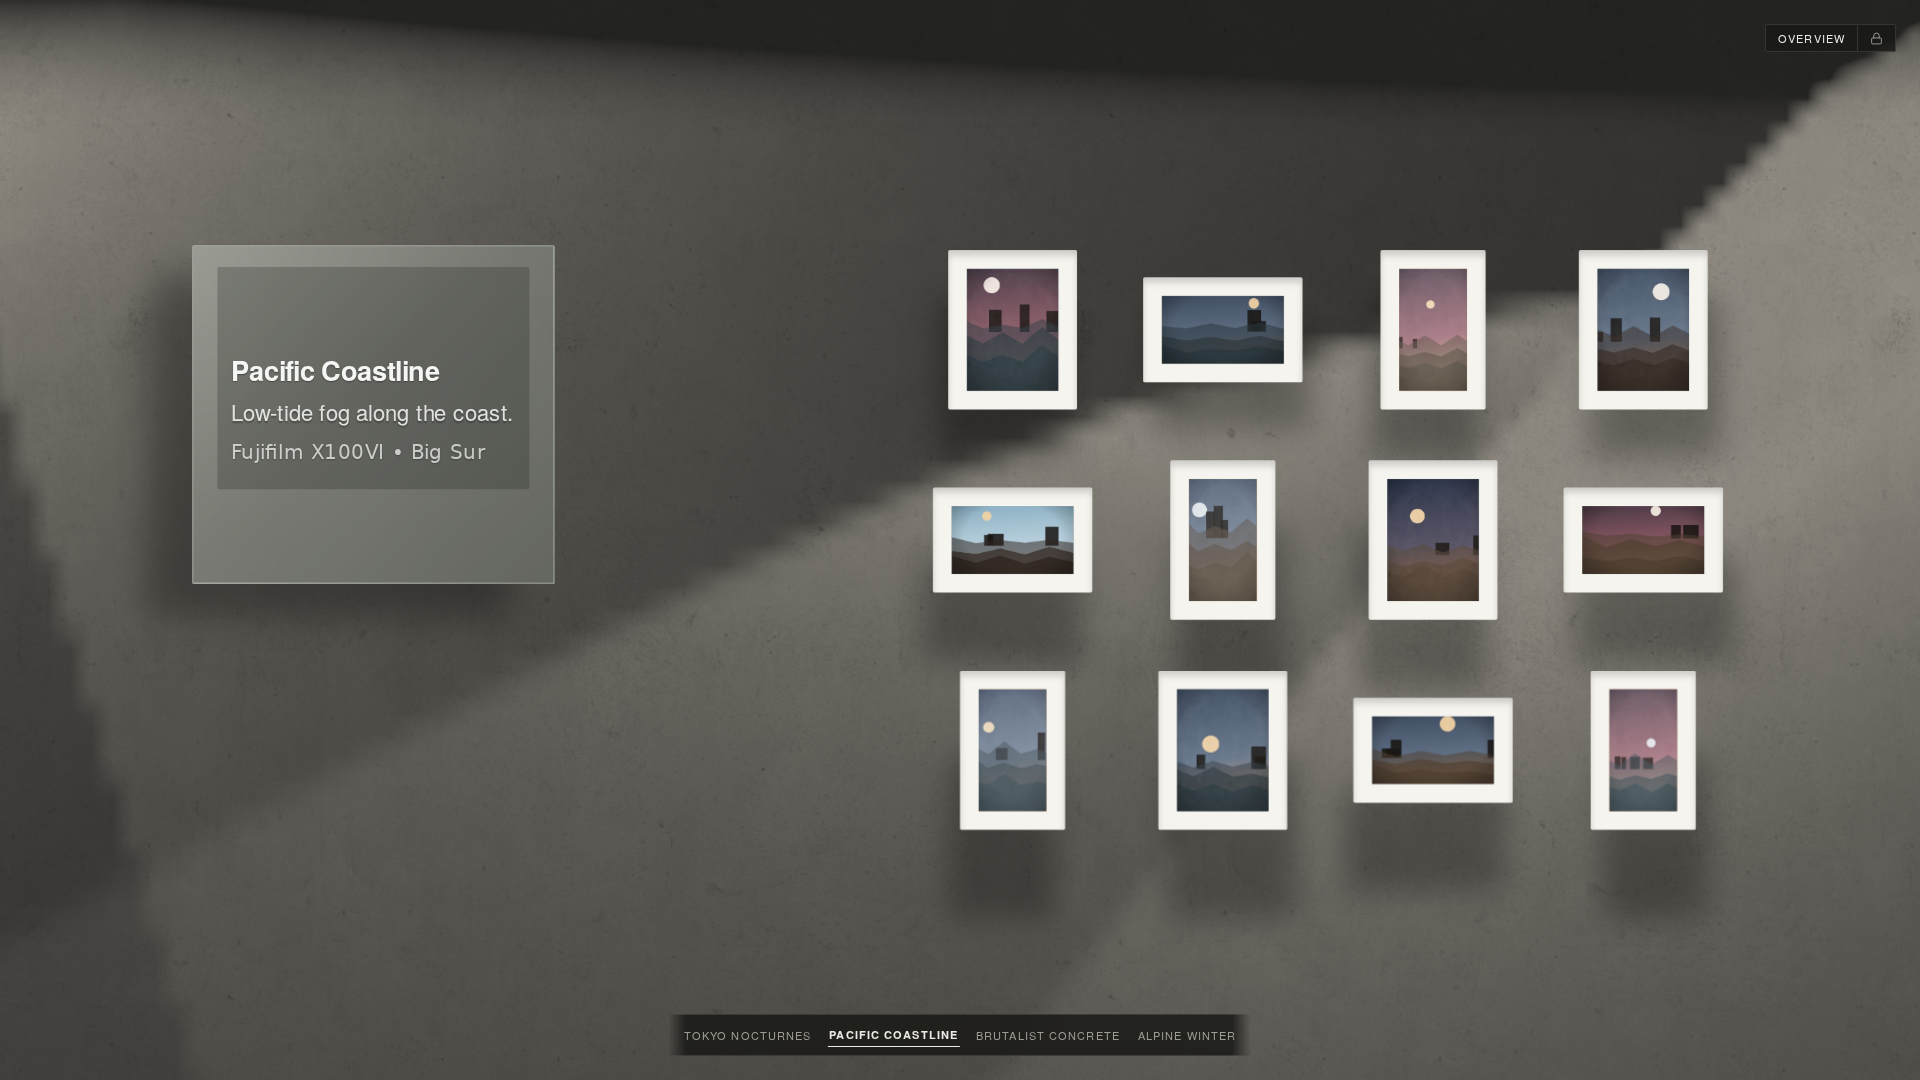 OVERVIEW
Pacific Coastline
Low-tide fog along the coast.
Fujifilm X100VI • Big Sur
TOKYO NOCTURNES PACIFIC COASTLINE BRUTALIST CONCRETE ALPINE WINTER